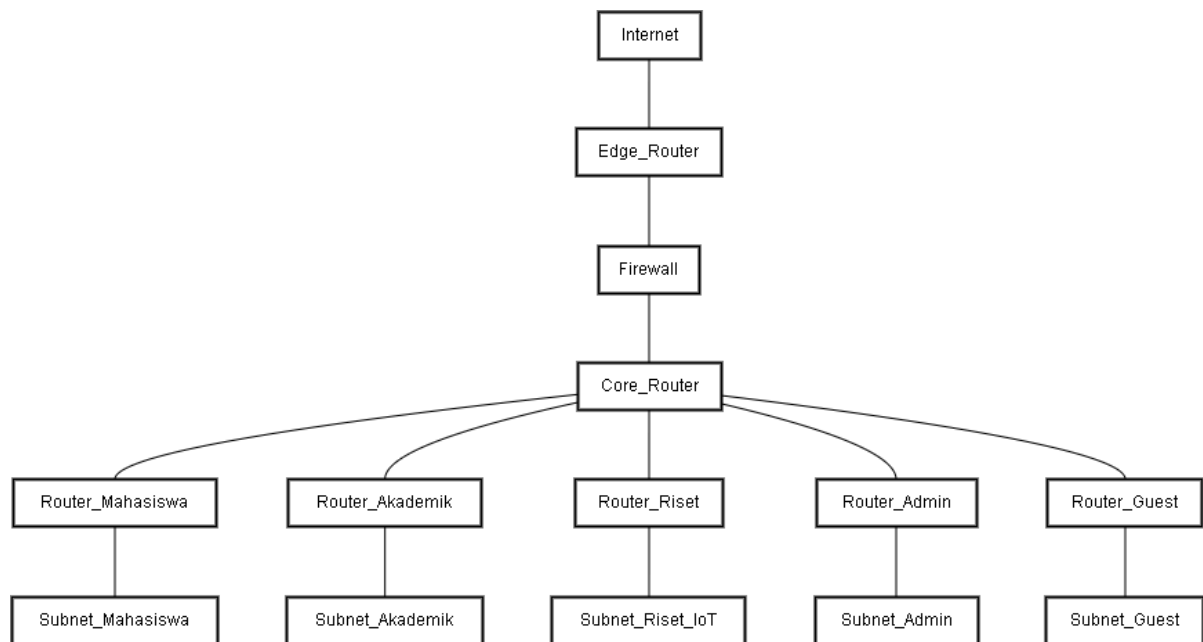 Internet
Edge_Router
Firewall
Core_Router
Router_Mahasiswa
Router_Akademik
Router_Riset
Router_Admin
Router_Guest
Subnet_Mahasiswa
Subnet_Akademik
Subnet_Riset_IoT
Subnet_Admin
Subnet_Guest